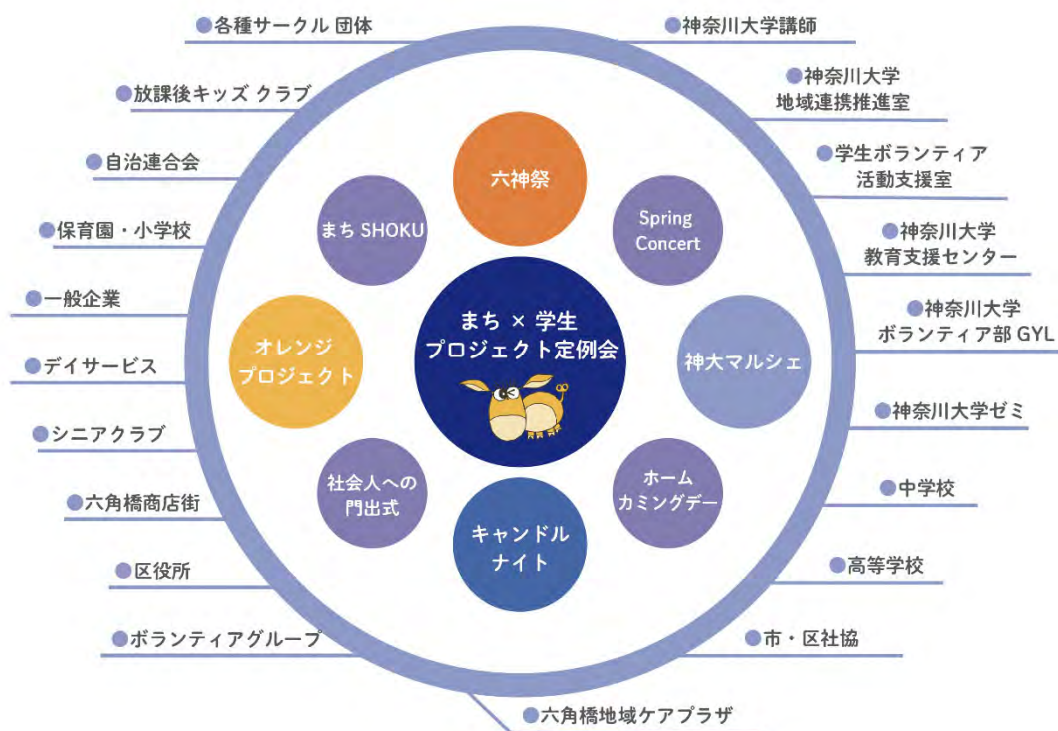 ●各種サークル 団体
●放課後キッズ クラブ
●自治連合会
●保育園・小学校
●一般企業
●デイサービス
●シニアクラブ
●六角橋商店街
●区役所
●ボランティアグループ
●神奈川大学講師
●神奈川大学
地域連携推進室
●学生ボランティア
活動支援室
●神奈川大学
教育支援センター
●神奈川大学
ボランティア部 GYL
●神奈川大学ゼミ
●中学校
●高等学校
●市・区社協
●六角橋地域ケアプラザ
六神祭
Spring
Concert
神大マルシェ
ホーム
カミングデー
キャンドル
ナイト
社会人への
門出式
オレンジ
プロジェクト
まち SHOKU
まち × 学生
プロジェクト定例会